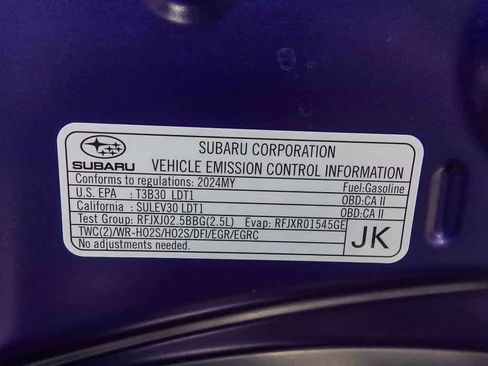 SUBARU
SUBARU CORPORATION
VEHICLE EMISSION CONTROL INFORMATION
Conforms to regulations: 2024MY Fuel:Gasoline
U.S. EPA : T3B30 LDT1 OBD:CA II
California : SULEV30 LDT1 OBD:CA II
Test Group: RFJXJ02.5BBG(2.5L) Evap: RFJXR01545GE
TWC(2)/WR-HO2S/HO2S/DFI/EGR/EGRC
No adjustments needed.
JK